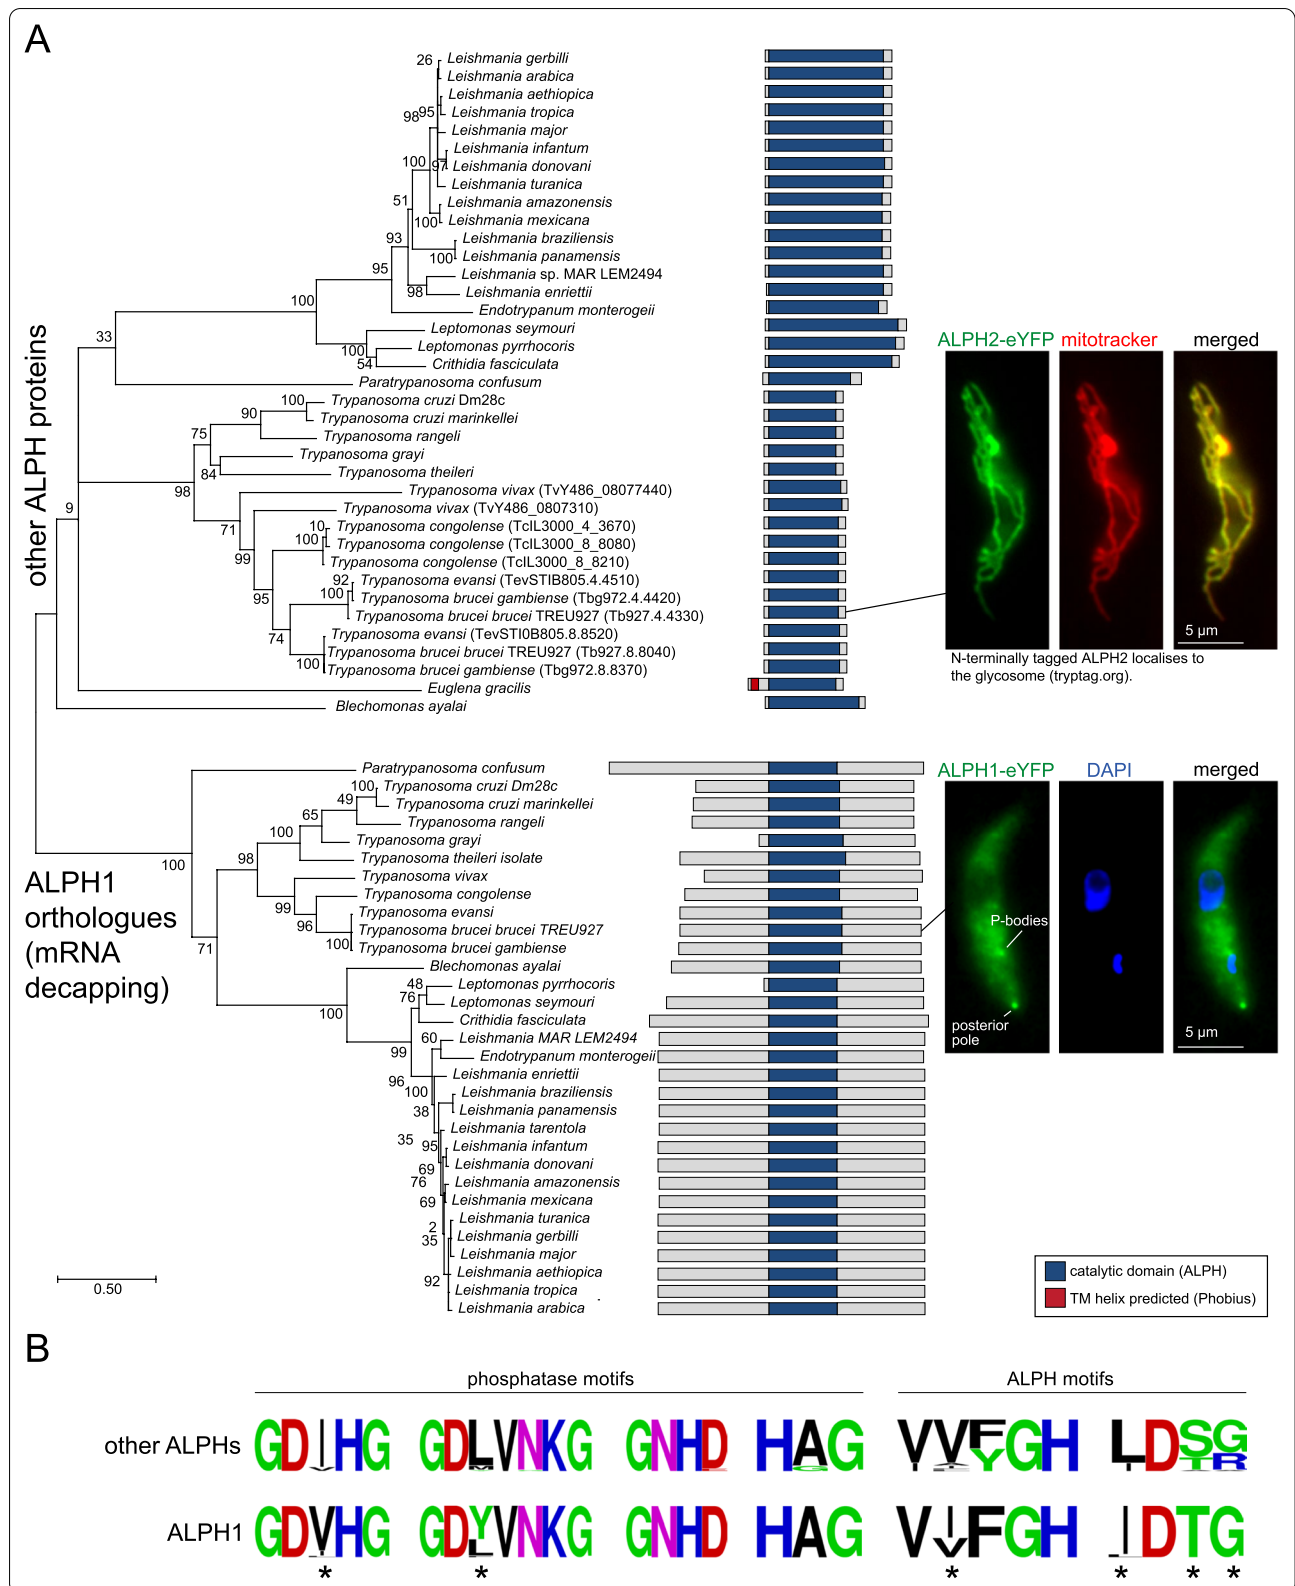 A
other ALPH proteins
26
Leishmania gerbilli
Leishmania arabica
Leishmania aethiopica
9895
Leishmania tropica
Leishmania major
Leishmania infantum
100
97
Leishmania donovani
Leishmania turanica
51
Leishmania amazonensis
100
Leishmania mexicana
93
Leishmania braziliensis
100
Leishmania panamensis
95
Leishmania sp. MAR LEM2494
98
Leishmania enriettii
100
Endotrypanum monterogeii
33
Leptomonas seymouri
100
Leptomonas pyrrhocoris
54
Crithidia fasciculata
Paratrypanosoma confusum
100
Trypanosoma cruzi Dm28c
90
Trypanosoma cruzi marinkellei
75
Trypanosoma rangeli
Trypanosoma grayi
84
Trypanosoma theileri
98
Trypanosoma vivax (TvY486_08077440)
9
Trypanosoma vivax (TvY486_0807310)
71
10
Trypanosoma congolense (TcIL3000_4_3670)
100
Trypanosoma congolense (TcIL3000_8_8080)
99
Trypanosoma congolense (TcIL3000_8_8210)
92
Trypanosoma evansi (TevSTIB805.4.4510)
95
100
Trypanosoma brucei gambiense (Tbg972.4.4420)
Trypanosoma brucei brucei TREU927 (Tb927.4.4330)
74
Trypanosoma evansi (TevSTI0B805.8.8520)
Trypanosoma brucei brucei TREU927 (Tb927.8.8040)
100
Trypanosoma brucei gambiense (Tbg972.8.8370)
Euglena gracilis
Blechomonas ayalai
ALPH2-eYFP mitotracker merged
5 µm
N-terminally tagged ALPH2 localises to
the glycosome (tryptag.org).
ALPH1
orthologues
(mRNA
decapping)
Paratrypanosoma confusum
100
Trypanosoma cruzi Dm28c
49
Trypanosoma cruzi marinkellei
65
Trypanosoma rangeli
100
Trypanosoma grayi
98
Trypanosoma theileri isolate
100
Trypanosoma vivax
Trypanosoma congolense
99
Trypanosoma evansi
96
Trypanosoma brucei brucei TREU927
100
Trypanosoma brucei gambiense
71
Blechomonas ayalai
48
Leptomonas pyrrhocoris
76
Leptomonas seymouri
100
Crithidia fasciculata
60
Leishmania MAR LEM2494
99
Endotrypanum monterogeii
96
Leishmania enriettii
100
Leishmania braziliensis
38
Leishmania panamensis
Leishmania tarentola
35
95
Leishmania infantum
69
Leishmania donovani
76
Leishmania amazonensis
69
Leishmania mexicana
2
Leishmania turanica
35
Leishmania gerbilli
Leishmania major
92
Leishmania aethiopica
Leishmania tropica
Leishmania arabica
0.50
ALPH1-eYFP DAPI merged
P-bodies
posterior
pole
5 µm
catalytic domain (ALPH)
TM helix predicted (Phobius)
B
phosphatase motifs ALPH motifs
other ALPHs GDIHG GDLVNKG GNHD HAG VVFGH LDSG
Y T R
ALPH1 GDVHG GDYVNKG GNHD HAG VIFGH IDTG
L V
* * * * * *